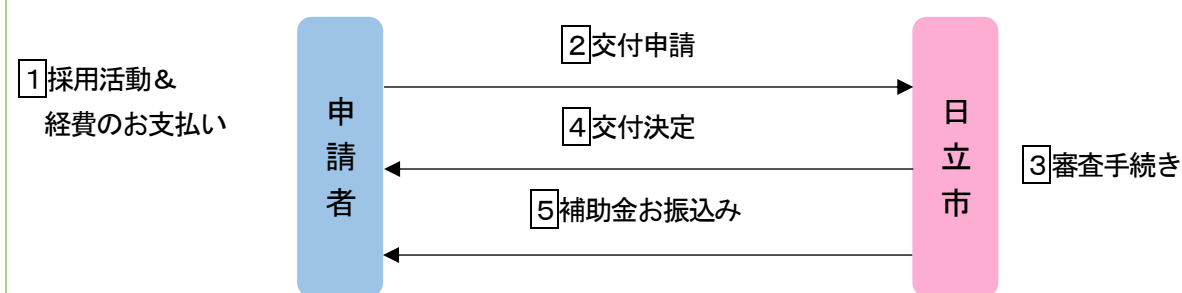 1採用活動&
経費のお支払い
申請者
2交付申請
4交付決定
5補助金お振込み
日立市
3審査手続き